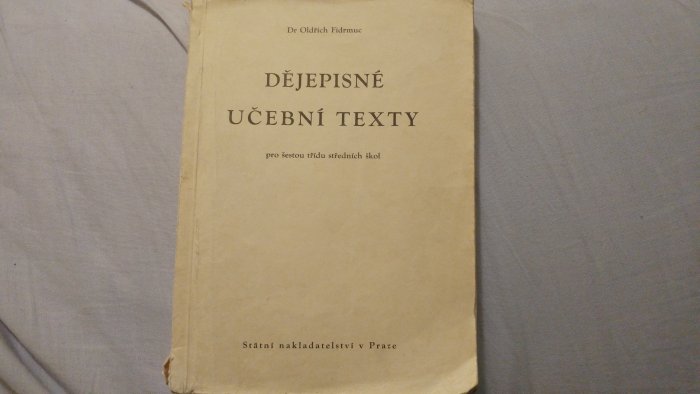 Dr Oldřich Fidrmuc
DĚJEPISNÉ
UČEBNÍ TEXTY
pro šestou třídu středních škol
Státní nakladatelství v Praze